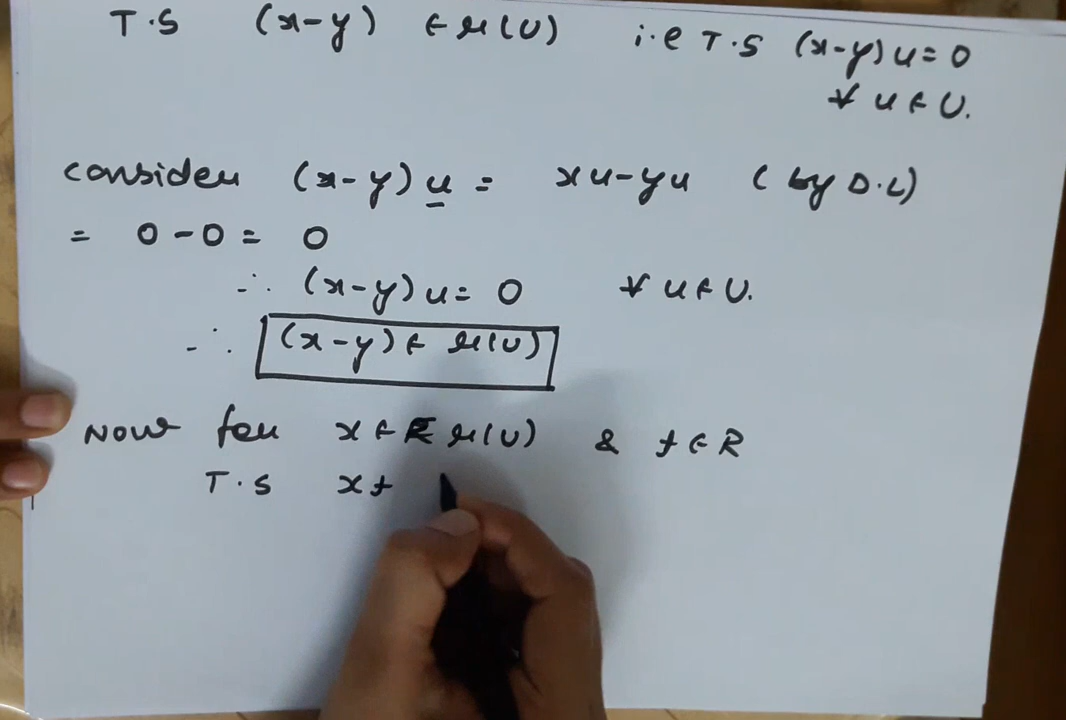 T.S (x-y) ∈ r(U) i.e T.S (x-y)u = 0
∀ u ∈ U.
consider (x-y)u = xu-yu (by D.L)
= 0-0 = 0
∴ (x-y)u = 0 ∀ u ∈ U.
∴ (x-y) ∈ r(U)
Now for x ∈ r(U) & t ∈ R
T.S xt